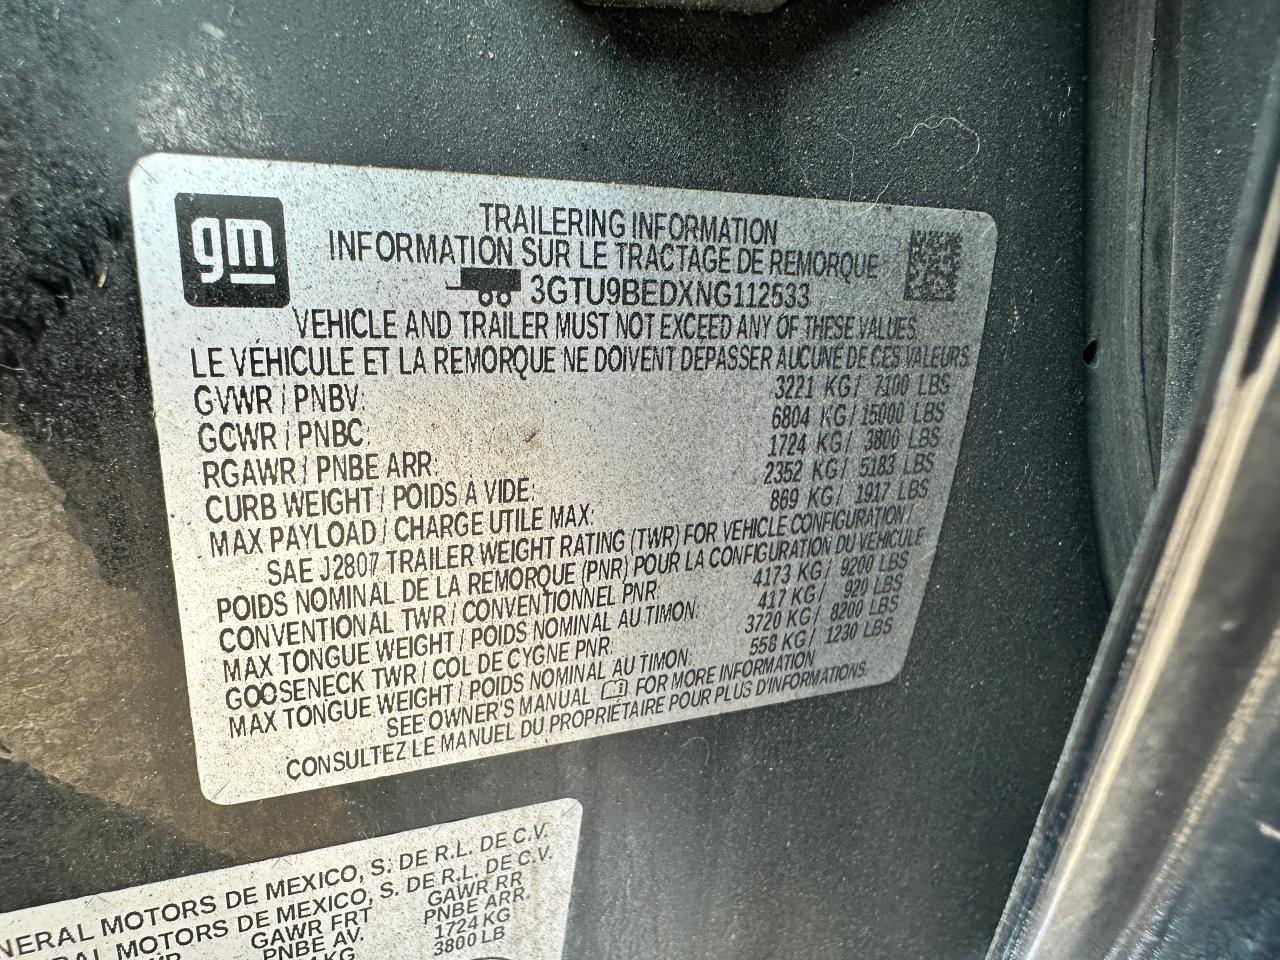 gm
TRAILERING INFORMATION
INFORMATION SUR LE TRACTAGE DE REMORQUE
3GTU9BEDXNG112533
VEHICLE AND TRAILER MUST NOT EXCEED ANY OF THESE VALUES.
LE VÉHICULE ET LA REMORQUE NE DOIVENT DÉPASSER AUCUNE DE CES VALEURS.
GVWR / PNBV: 3221 KG / 7100 LBS
GCWR / PNBC: 6804 KG / 15000 LBS
RGAWR / PNBE ARR: 1724 KG / 3800 LBS
CURB WEIGHT / POIDS À VIDE: 2352 KG / 5183 LBS
MAX PAYLOAD / CHARGE UTILE MAX: 869 KG / 1917 LBS
SAE J2807 TRAILER WEIGHT RATING (TWR) FOR VEHICLE CONFIGURATION /
POIDS NOMINAL DE LA REMORQUE (PNR) POUR LA CONFIGURATION DU VÉHICULE
CONVENTIONAL TWR / CONVENTIONNEL PNR: 4173 KG / 9200 LBS
MAX TONGUE WEIGHT / POIDS NOMINAL AU TIMON: 417 KG / 920 LBS
GOOSENECK TWR / COL DE CYGNE PNR: 3720 KG / 8200 LBS
MAX TONGUE WEIGHT / POIDS NOMINAL AU TIMON: 558 KG / 1230 LBS
SEE OWNER'S MANUAL FOR MORE INFORMATION
CONSULTEZ LE MANUEL DU PROPRIÉTAIRE POUR PLUS D'INFORMATIONS.
NERAL MOTORS DE MEXICO, S. DE R.L. DE C.V.
RAL MOTORS DE MEXICO, S. DE R.L. DE C.V.
GAWR FRT GAWR RR
PNBE AV. PNBE ARR.
KG 1724 KG
3800 LB